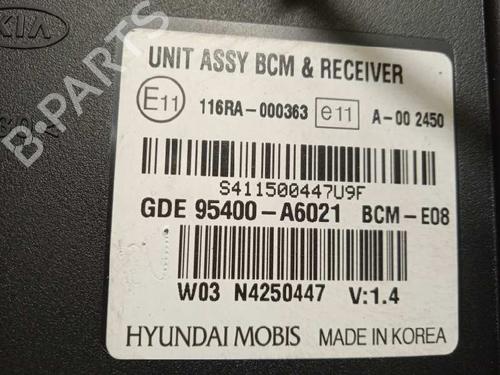 KIA
UNIT ASSY BCM & RECEIVER
E11 116RA-000363 e11 A-00 2450
S411500447U9F
GDE 95400-A6021 BCM-E08
W03 N4250447 V:1.4
HYUNDAI MOBIS MADE IN KOREA
B-PARTS